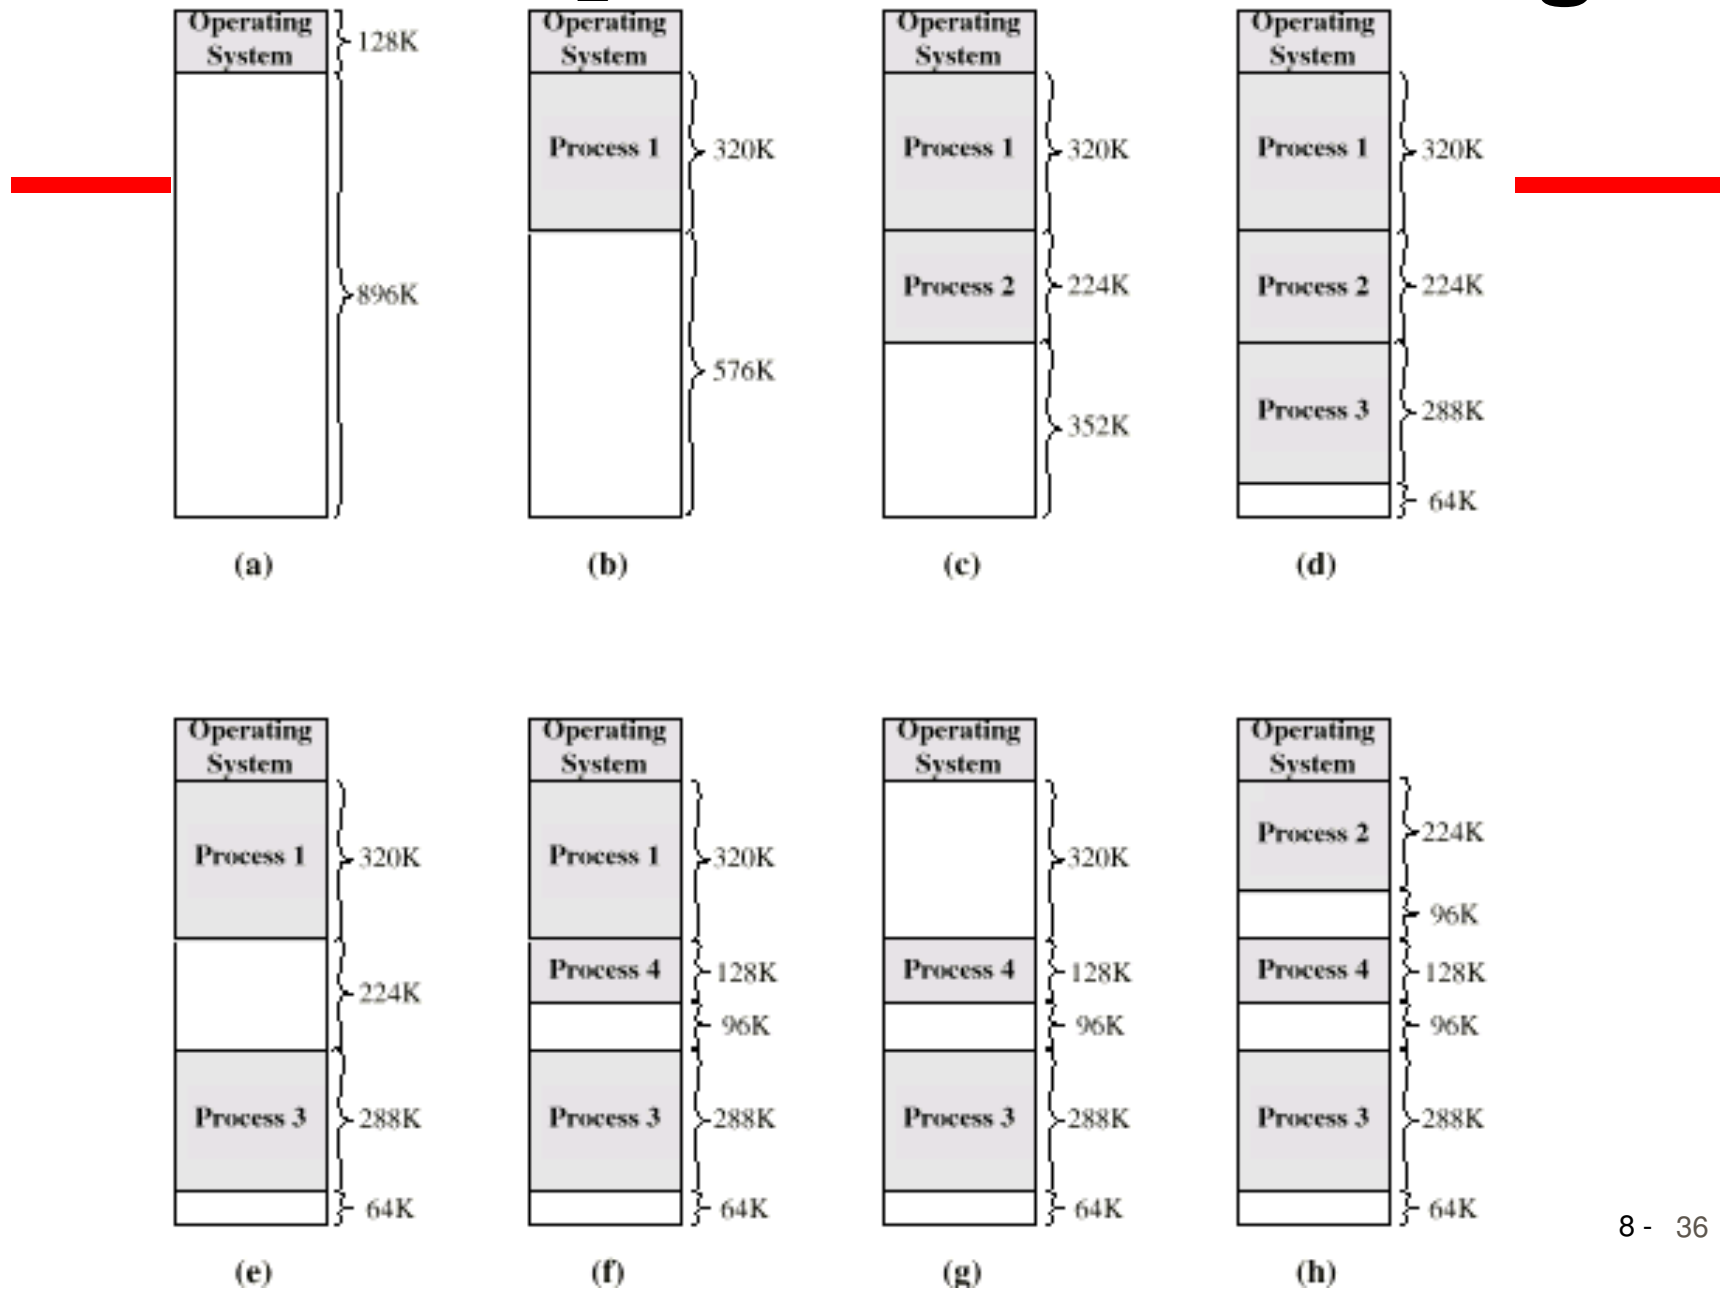 Operating
System
128K
896K
(a)
Operating
System
Process 1
320K
576K
(b)
Operating
System
Process 1
320K
Process 2
224K
352K
(c)
Operating
System
Process 1
320K
Process 2
224K
Process 3
288K
64K
(d)
Operating
System
Process 1
320K
224K
Process 3
288K
64K
(e)
Operating
System
Process 1
320K
Process 4
128K
96K
Process 3
288K
64K
(f)
Operating
System
320K
Process 4
128K
96K
Process 3
288K
64K
(g)
Operating
System
Process 2
224K
96K
Process 4
128K
96K
Process 3
288K
64K
(h)
8 - 36